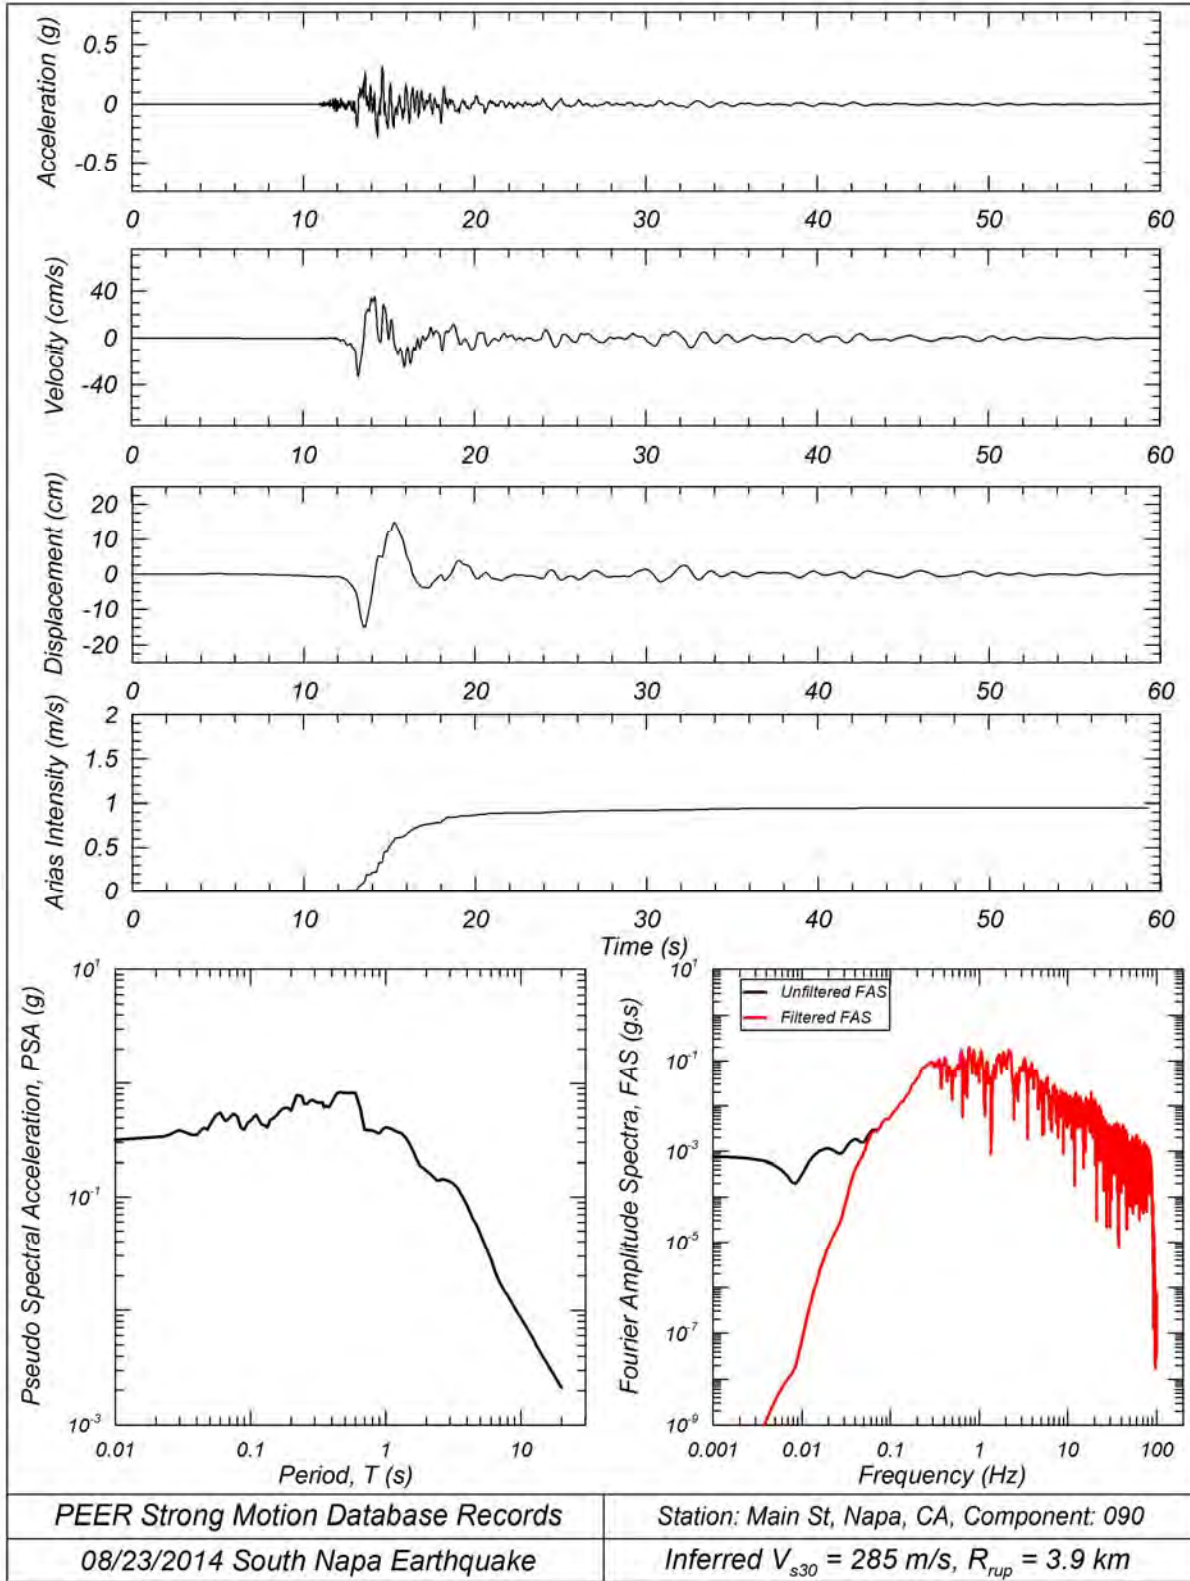 Acceleration (g)
0.5
0
-0.5
0 10 20 30 40 50 60
Velocity (cm/s)
40
0
-40
0 10 20 30 40 50 60
Displacement (cm)
20
10
0
-10
-20
0 10 20 30 40 50 60
Arias Intensity (m/s)
2
1.5
1
0.5
0
0 10 20 30 40 50 60
Time (s)
Pseudo Spectral Acceleration, PSA (g)
10¹
10⁻¹
10⁻³
0.01 0.1 1 10
Period, T (s)
Fourier Amplitude Spectra, FAS (g.s)
10¹
10⁻¹
10⁻³
10⁻⁵
10⁻⁷
10⁻⁹
Unfiltered FAS
Filtered FAS
0.001 0.01 0.1 1 10 100
Frequency (Hz)
PEER Strong Motion Database Records
Station: Main St, Napa, CA, Component: 090
08/23/2014 South Napa Earthquake
Inferred Vs30 = 285 m/s, Rrup = 3.9 km